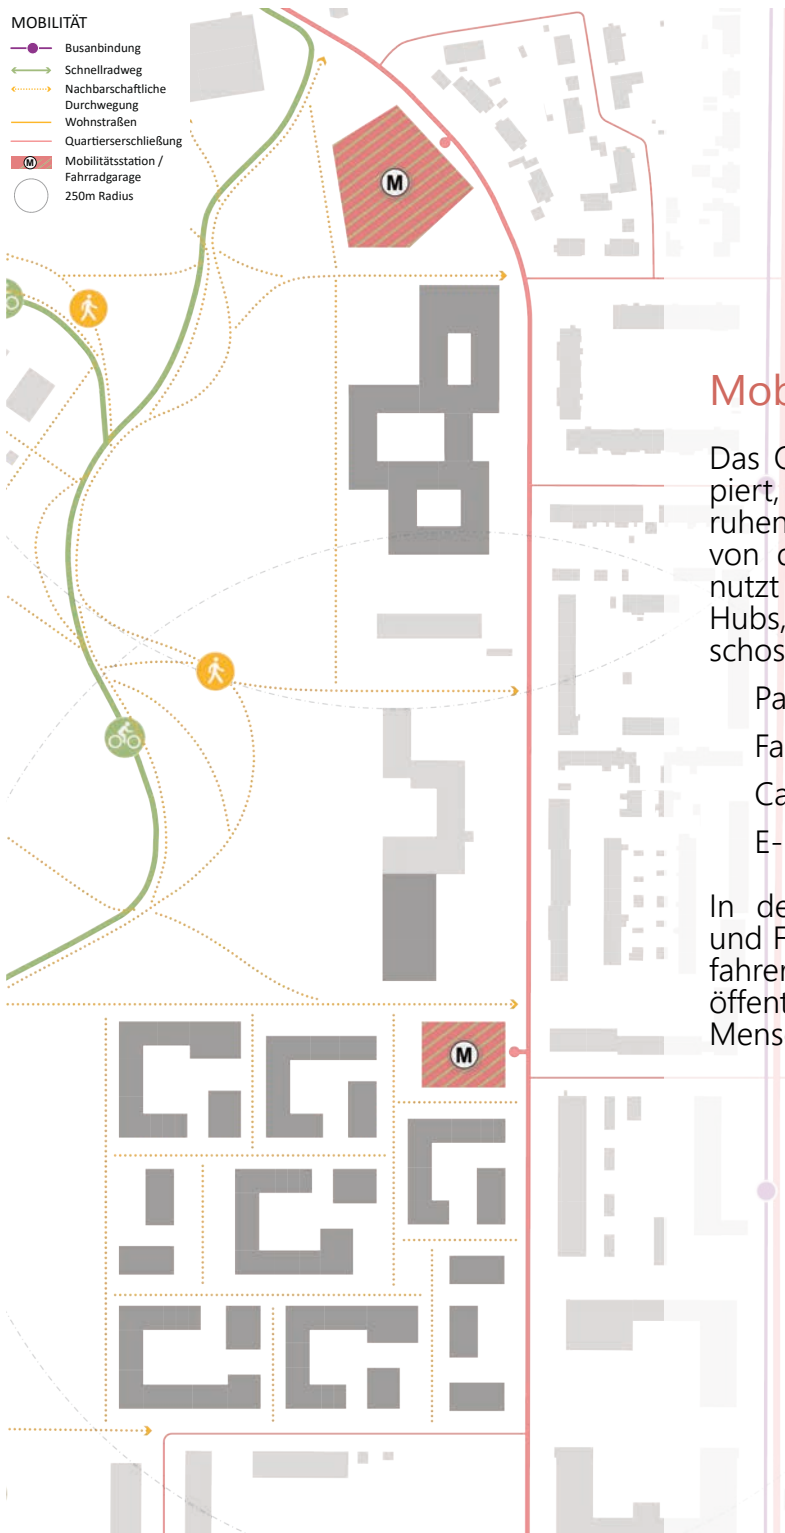 MOBILITÄT
Busanbindung
Schnellradweg
Nachbarschaftliche
Durchwegung
Wohnstraßen
Quartierserschließung
M
Mobilitätsstation /
Fahrradgarage
250m Radius
M
Mob
Das
piert,
ruhen
von
nutzt
Hubs,
schos
Pa
Fa
Ca
E-
In de
und F
fahrer
öffent
Mens
M